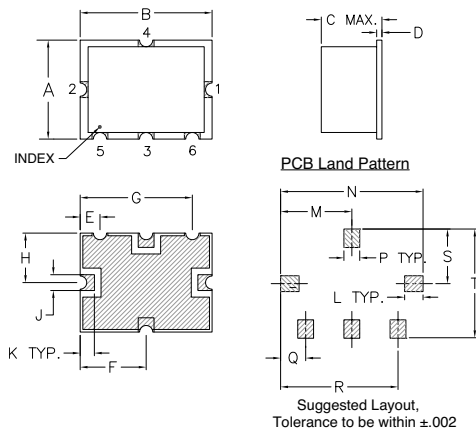 B
C MAX.
D
4
A
2
1
INDEX
5
3
6
PCB Land Pattern
G
E
H
J
K TYP.
F
N
M
P TYP.
S
T
L TYP.
Q
R
Suggested Layout,
Tolerance to be within ±.002